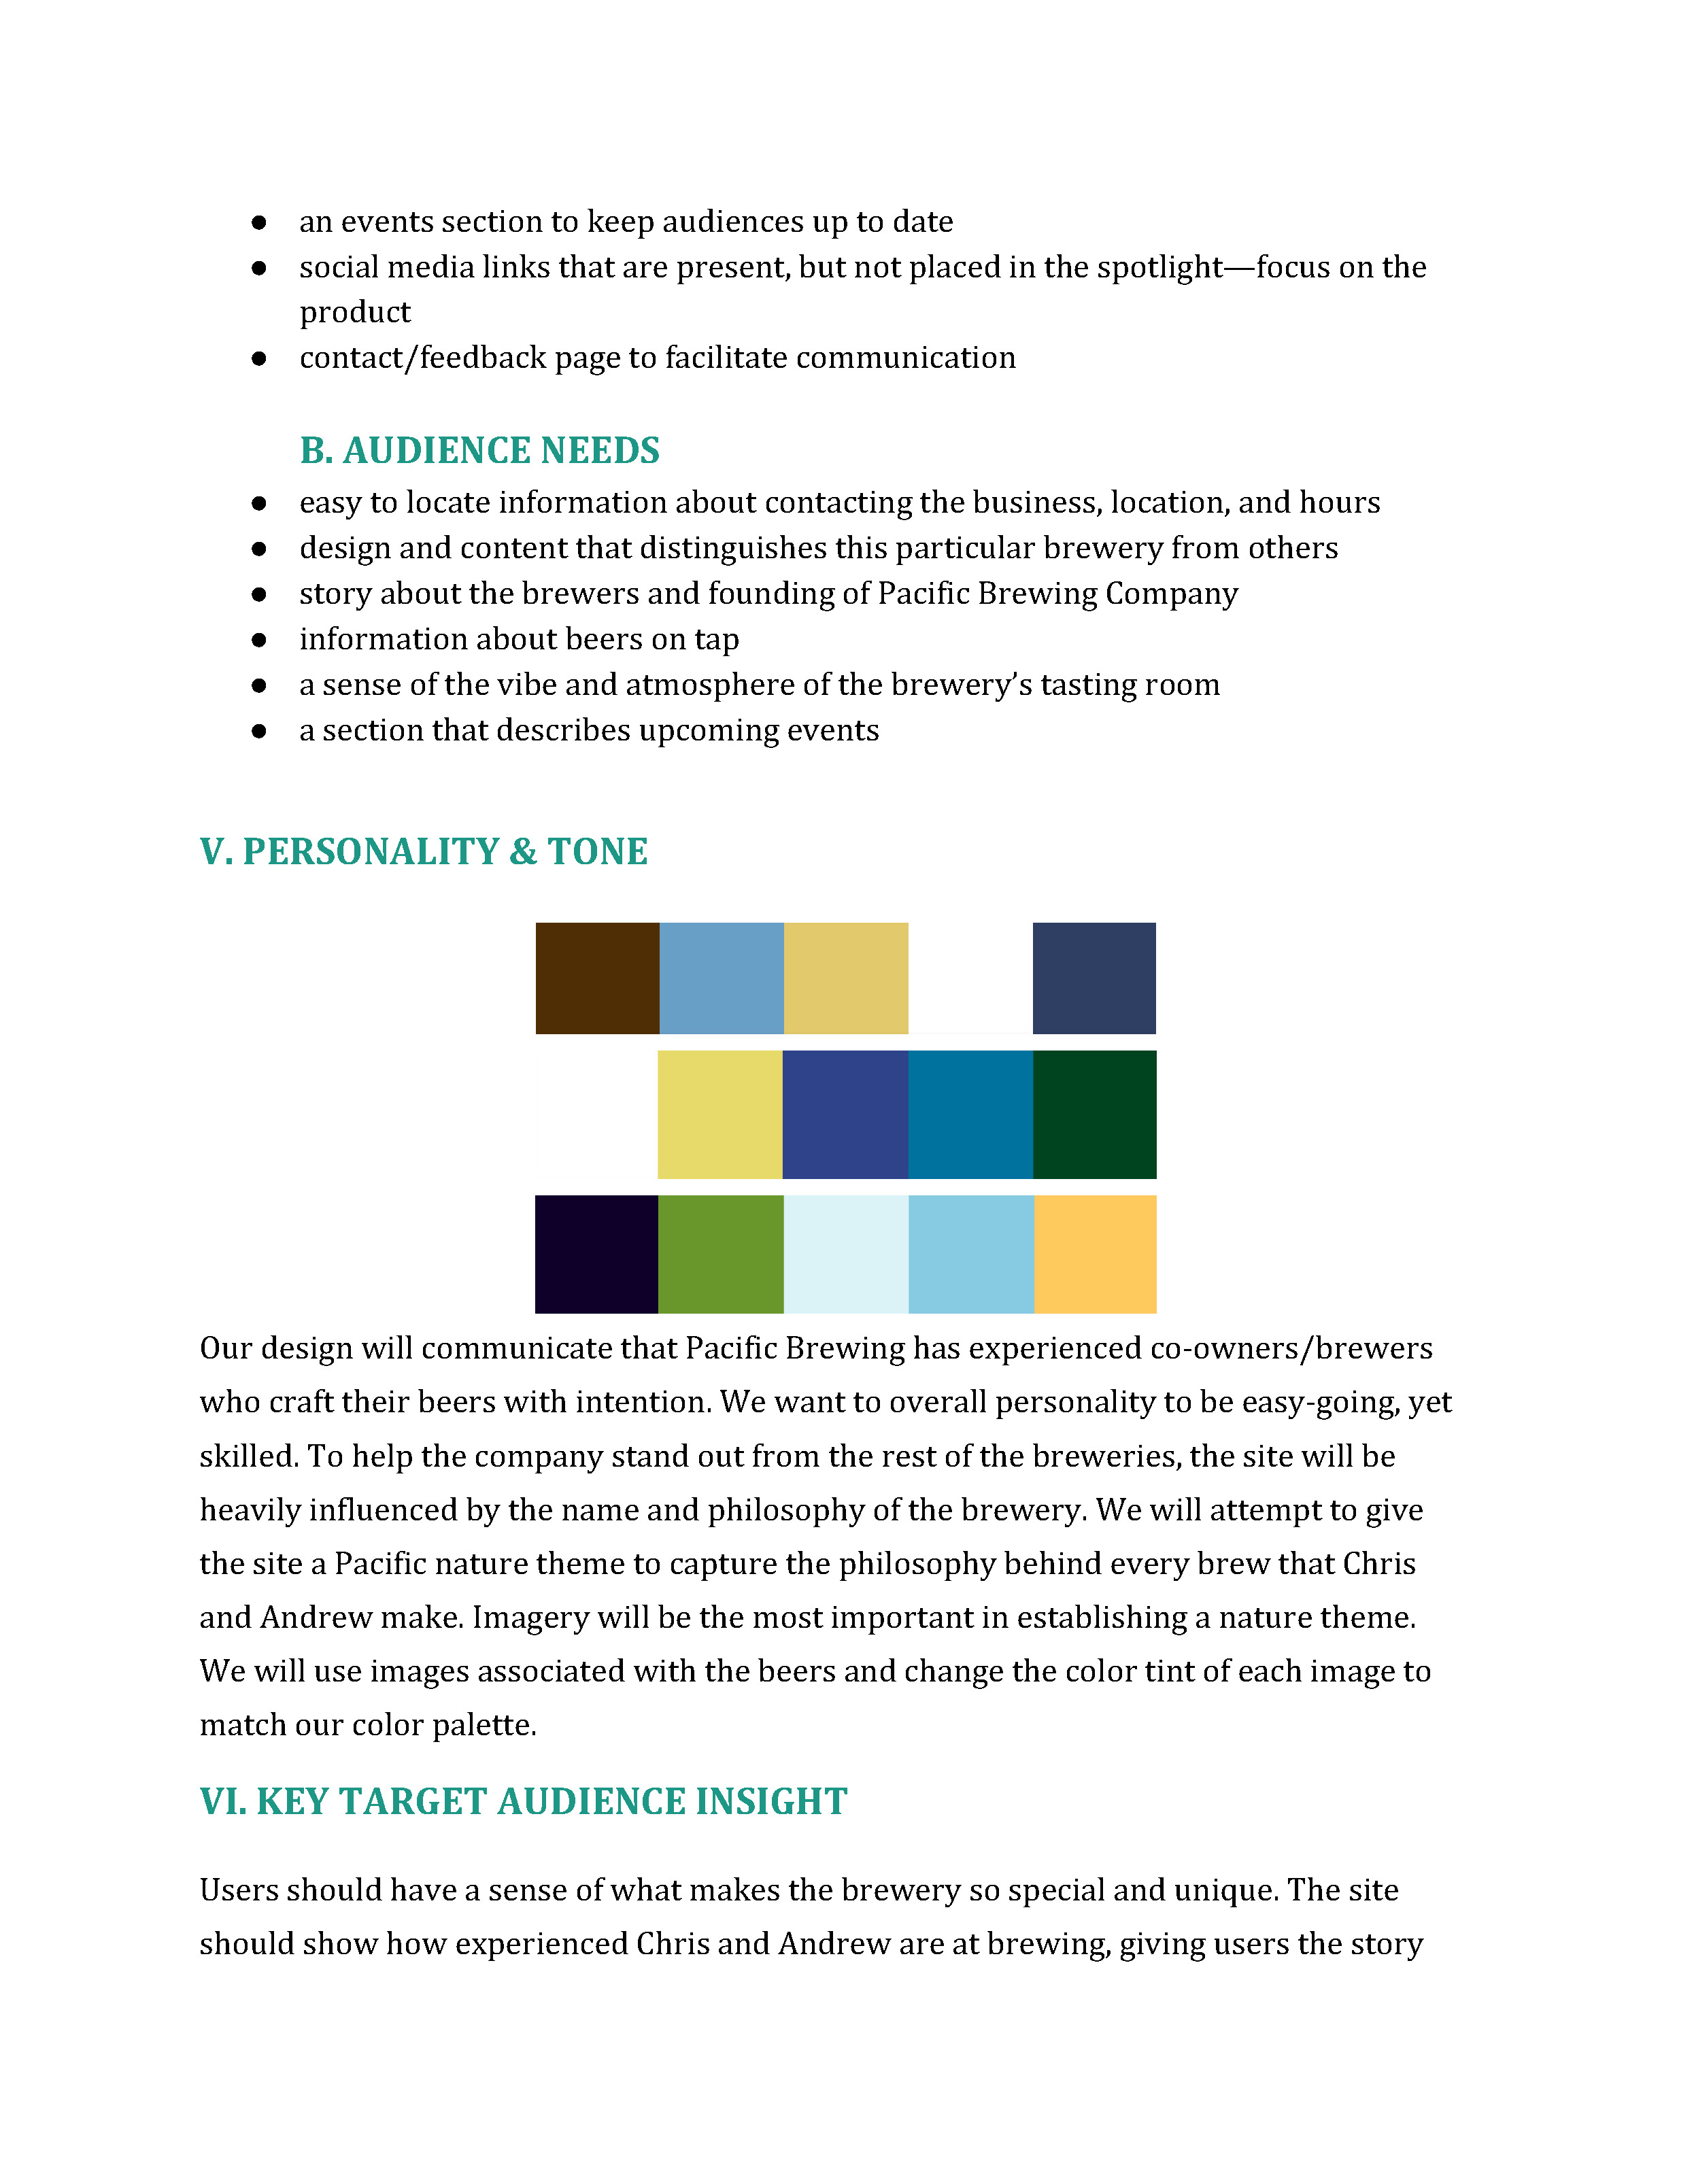 ● an events section to keep audiences up to date
● social media links that are present, but not placed in the spotlight—focus on the
product
● contact/feedback page to facilitate communication
B. AUDIENCE NEEDS
● easy to locate information about contacting the business, location, and hours
● design and content that distinguishes this particular brewery from others
● story about the brewers and founding of Pacific Brewing Company
● information about beers on tap
● a sense of the vibe and atmosphere of the brewery’s tasting room
● a section that describes upcoming events
V. PERSONALITY & TONE
Our design will communicate that Pacific Brewing has experienced co-owners/brewers
who craft their beers with intention. We want to overall personality to be easy-going, yet
skilled. To help the company stand out from the rest of the breweries, the site will be
heavily influenced by the name and philosophy of the brewery. We will attempt to give
the site a Pacific nature theme to capture the philosophy behind every brew that Chris
and Andrew make. Imagery will be the most important in establishing a nature theme.
We will use images associated with the beers and change the color tint of each image to
match our color palette.
VI. KEY TARGET AUDIENCE INSIGHT
Users should have a sense of what makes the brewery so special and unique. The site
should show how experienced Chris and Andrew are at brewing, giving users the story